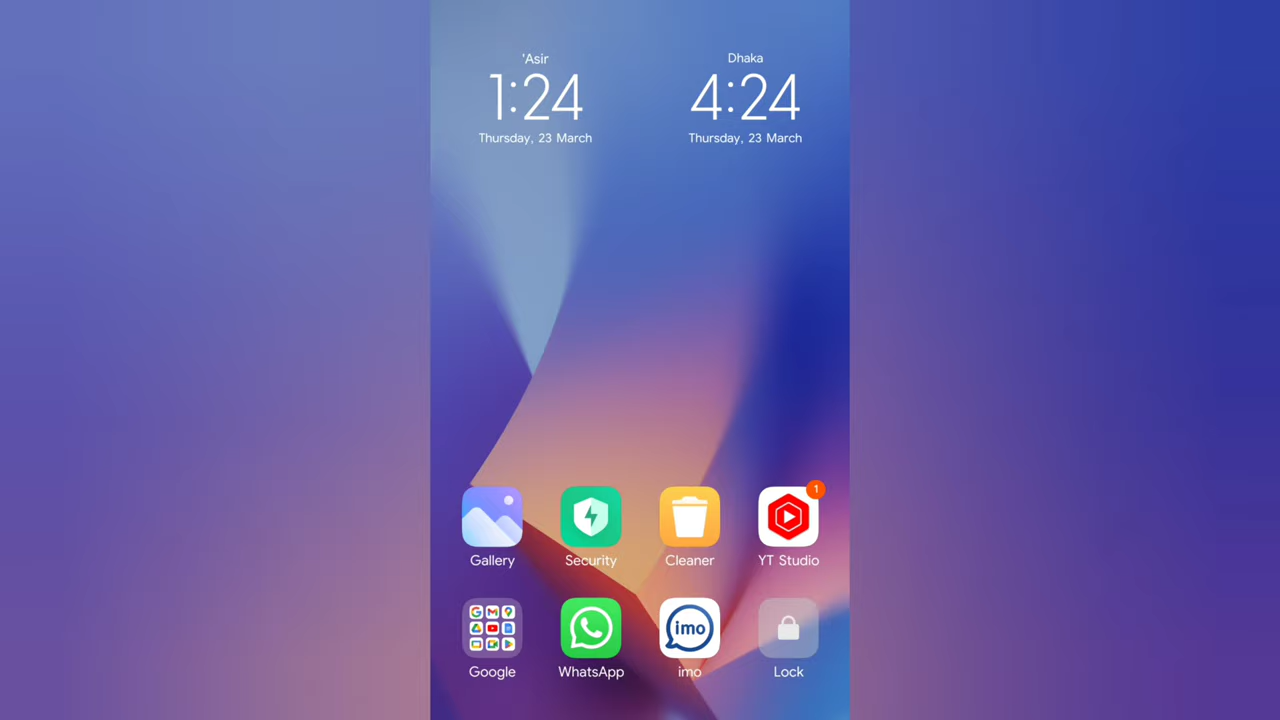 'Asir
1:24
Thursday, 23 March
Dhaka
4:24
Thursday, 23 March
1
Gallery
Security
Cleaner
YT Studio
imo
Google
WhatsApp
imo
Lock